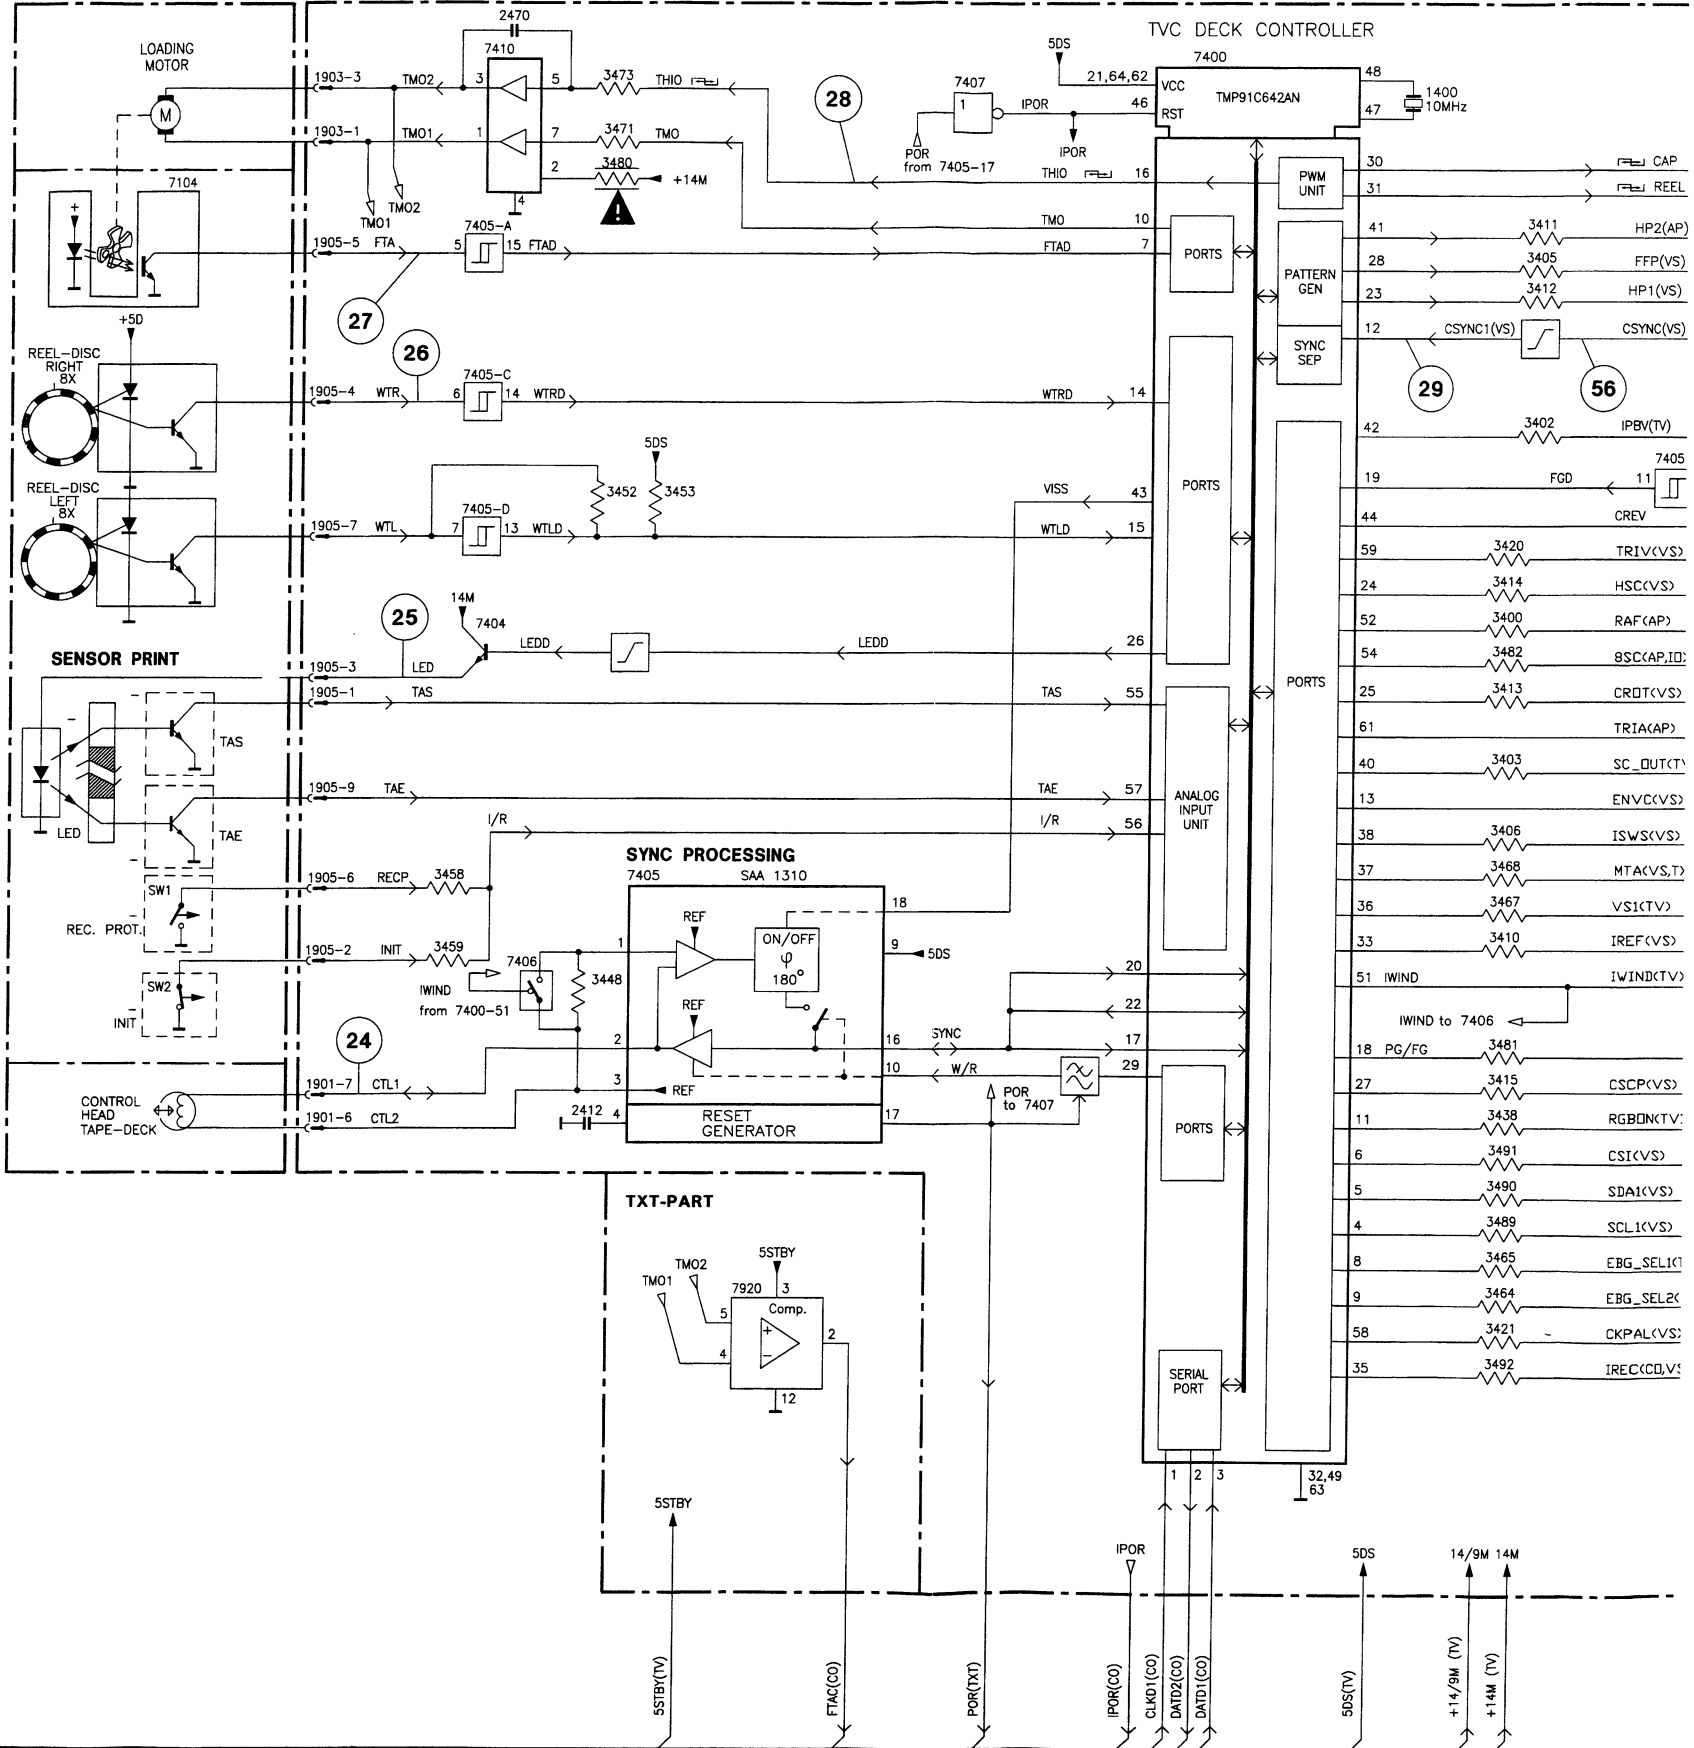 LOADING
MOTOR
M
1903-3
TMO2
1903-1
TMO1
2470
7410
3
5
1
7
2
4
3473
THIO
3471
TMO
3480
+14M
!
TMO1
TMO2
28
TVC DECK CONTROLLER
5DS
7400
21,64,62
VCC
TMP91C642AN
46
RST
48
47
1400
10MHz
7407
1
IPOR
IPOR
POR
from 7405-17
THIO
16
PWM
UNIT
30
CAP
31
REEL
7104
+
1905-5
FTA
7405-A
5
15
FTAD
TMO
10
FTAD
7
PORTS
PATTERN
GEN
41
3411
HP2(AP)
28
3405
FFP(VS)
23
3412
HP1(VS)
12
CSYNC1(VS)
CSYNC(VS)
SYNC
SEP
29
56
27
26
+5D
REEL-DISC
RIGHT
8X
1905-4
WTR
7405-C
6
14
WTRD
WTRD
14
REEL-DISC
LEFT
8X
1905-7
WTL
7405-D
7
13
WTLD
3452
3453
5DS
VISS
43
WTLD
15
PORTS
25
14M
7404
LEDD
LEDD
26
SENSOR PRINT
1905-3
LED
1905-1
TAS
TAS
55
TAS
LED
TAE
1905-9
TAE
TAE
57
I/R
I/R
56
ANALOG
INPUT
UNIT
SW1
REC. PROT.
1905-6
RECP
3458
SW2
INIT
1905-2
INIT
3459
SYNC PROCESSING
7405
SAA 1310
7406
IWIND
from 7400-51
3448
1
REF
ON/OFF
φ
180°
18
9
5DS
REF
2
16
SYNC
10
W/R
3
REF
20
22
17
29
24
CONTROL
HEAD
TAPE-DECK
1901-7
CTL1
1901-6
CTL2
2412
4
RESET
GENERATOR
17
POR
to 7407
PORTS
PORTS
42
3402
IPBV(TV)
7405
19
FGD
11
44
CREV
59
3420
TRIV(VS)
24
3414
HSC(VS)
52
3400
RAF(AP)
54
3482
8SC(AP,IO)
25
3413
CROT(VS)
61
TRIA(AP)
40
3403
SC_OUT(T
13
ENVC(VS)
38
3406
ISWS(VS)
37
3468
MTA(VS,T)
36
3467
VS1(TV)
33
3410
IREF(VS)
51
IWIND
IWIND(TV)
IWIND to 7406
18
PG/FG
3481
27
3415
CSCP(VS)
11
3438
RGBON(TV)
6
3491
CSI(VS)
5
3490
SDA1(VS)
4
3489
SCL1(VS)
8
3465
EBG_SEL1(
9
3464
EBG_SEL2(
58
3421
CKPAL(VS)
35
3492
IREC(CO,VS
TXT-PART
TMO1
TMO2
5STBY
7920
3
Comp.
5
+
4
−
2
12
SERIAL
PORT
1
2
3
32,49
63
5STBY
IPOR
5DS
14/9M
14M
5STBY(TV)
FTAC(CO)
POR(TXT)
IPOR(CO)
CLKD1(CO)
DATD2(CO)
DATD1(CO)
5DS(TV)
+14/9M (TV)
+14M (TV)